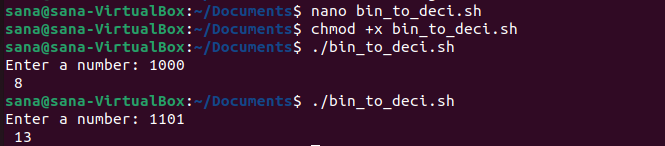 sana@sana-VirtualBox:~/Documents$ nano bin_to_deci.sh
sana@sana-VirtualBox:~/Documents$ chmod +x bin_to_deci.sh
sana@sana-VirtualBox:~/Documents$ ./bin_to_deci.sh
Enter a number: 1000
 8
sana@sana-VirtualBox:~/Documents$ ./bin_to_deci.sh
Enter a number: 1101
 13